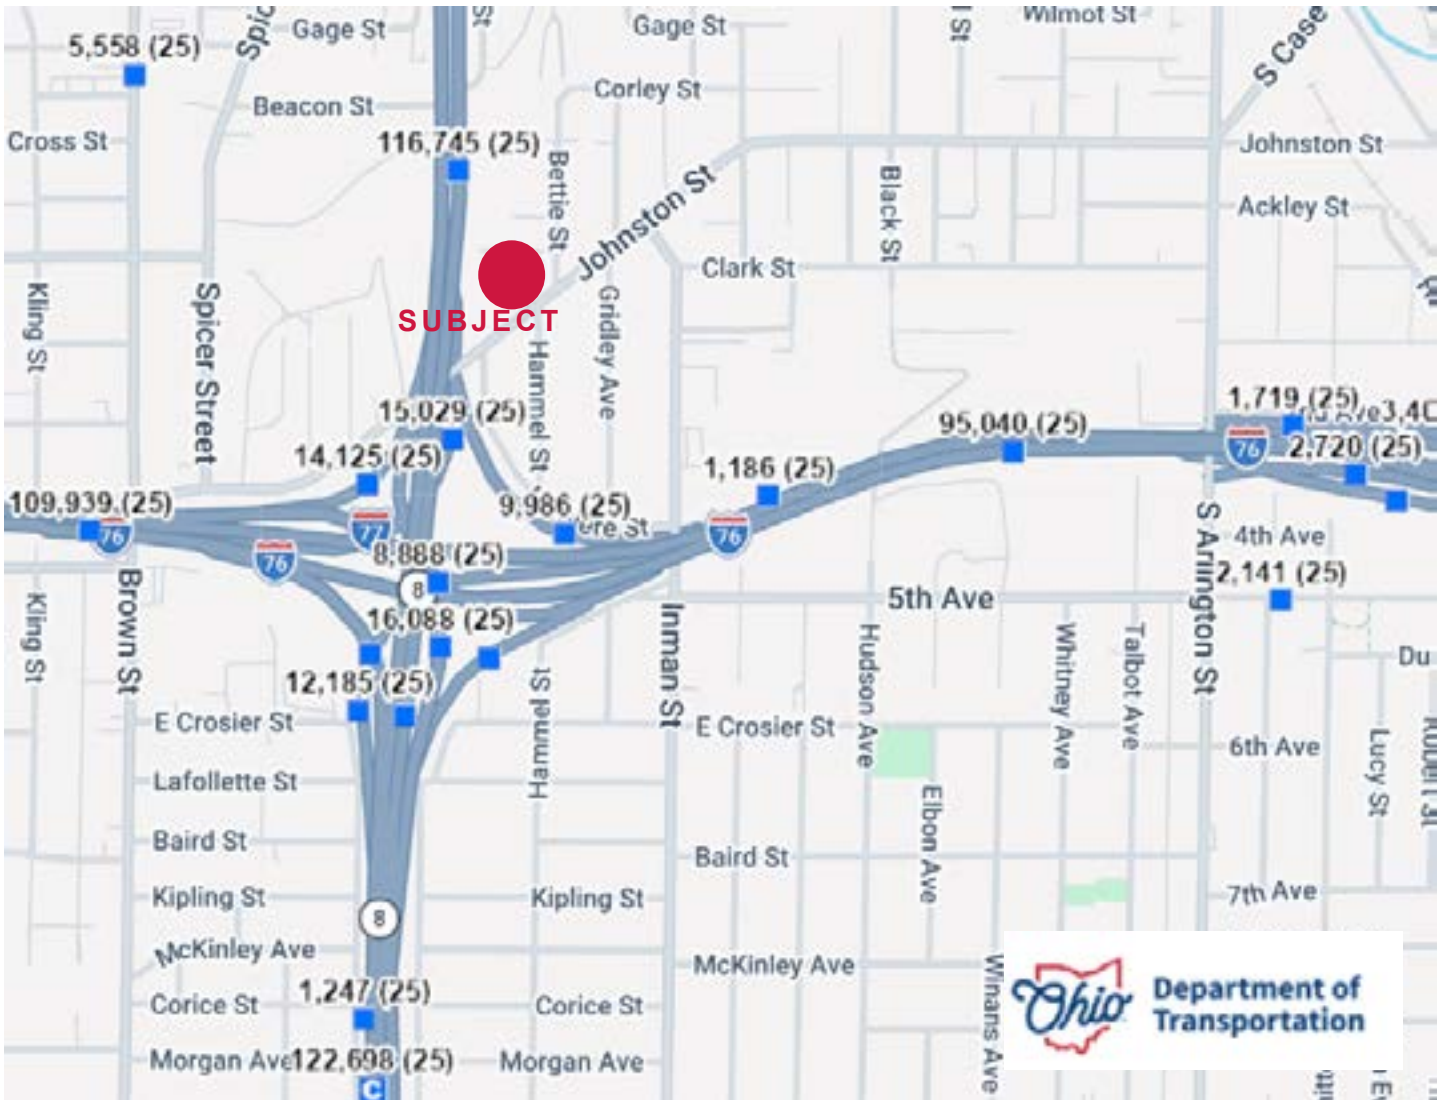 Gage St
Gage St
Wilmot St
S Case
5,558 (25)
Beacon St
Corley St
Cross St
116,745 (25)
Johnston St
Bettie St
Johnston St
Black St
Ackley St
Clark St
Kling St
Spicer Street
SUBJECT
Gridley Ave
Hammel St
15,029 (25)
1,719 (25)
14,125 (25)
95,040 (25)
76
2,720 (25)
1,186 (25)
109,939 (25)
76
77
9,986 (25)
76
76
8,888 (25)
8
4th Ave
S Arlington St
2,141 (25)
Kling St
Brown St
5th Ave
16,088 (25)
Inman St
Hudson Ave
Whitney Ave
Talbot Ave
12,185 (25)
Hammel St
E Crosier St
E Crosier St
6th Ave
Lucy St
Lafollette St
Elbon Ave
Baird St
Baird St
Kipling St
Kipling St
7th Ave
8
McKinley Ave
McKinley Ave
Winans Ave
1,247 (25)
Corice St
Corice St
Ohio
Department of
Transportation
Morgan Ave
122,698 (25)
Morgan Ave
C